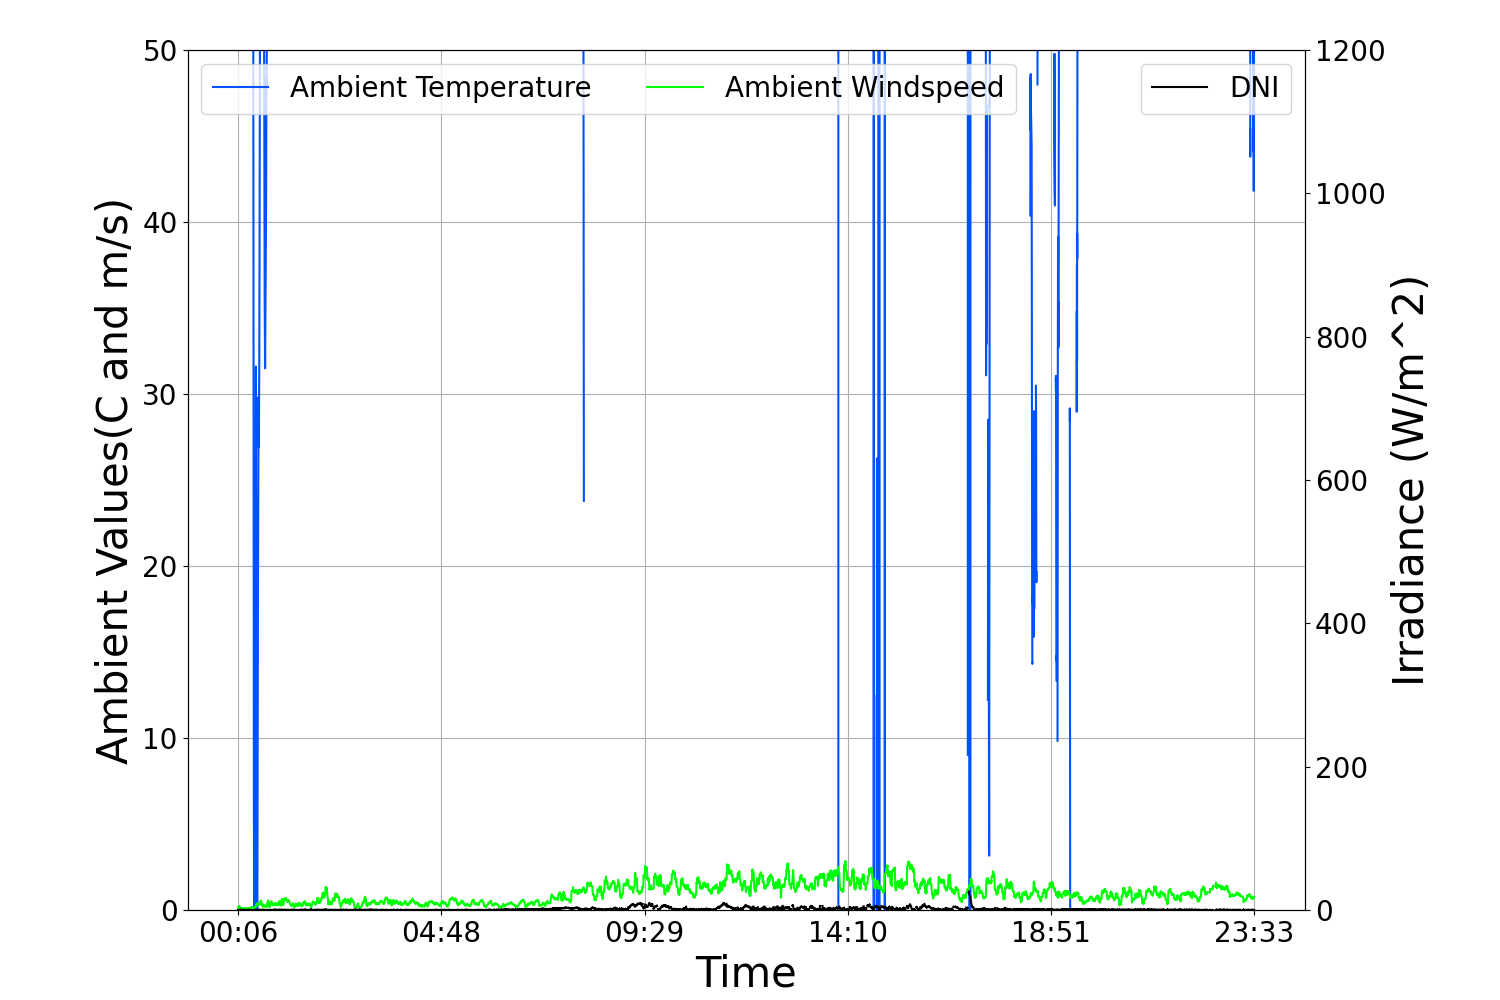 Ambient Temperature
Ambient Windspeed
DNI
Ambient Values(C and m/s)
50
40
30
20
10
0
1200
1000
800
600
400
200
0
Irradiance (W/m^2)
00:06 04:48 09:29 14:10 18:51 23:33
Time